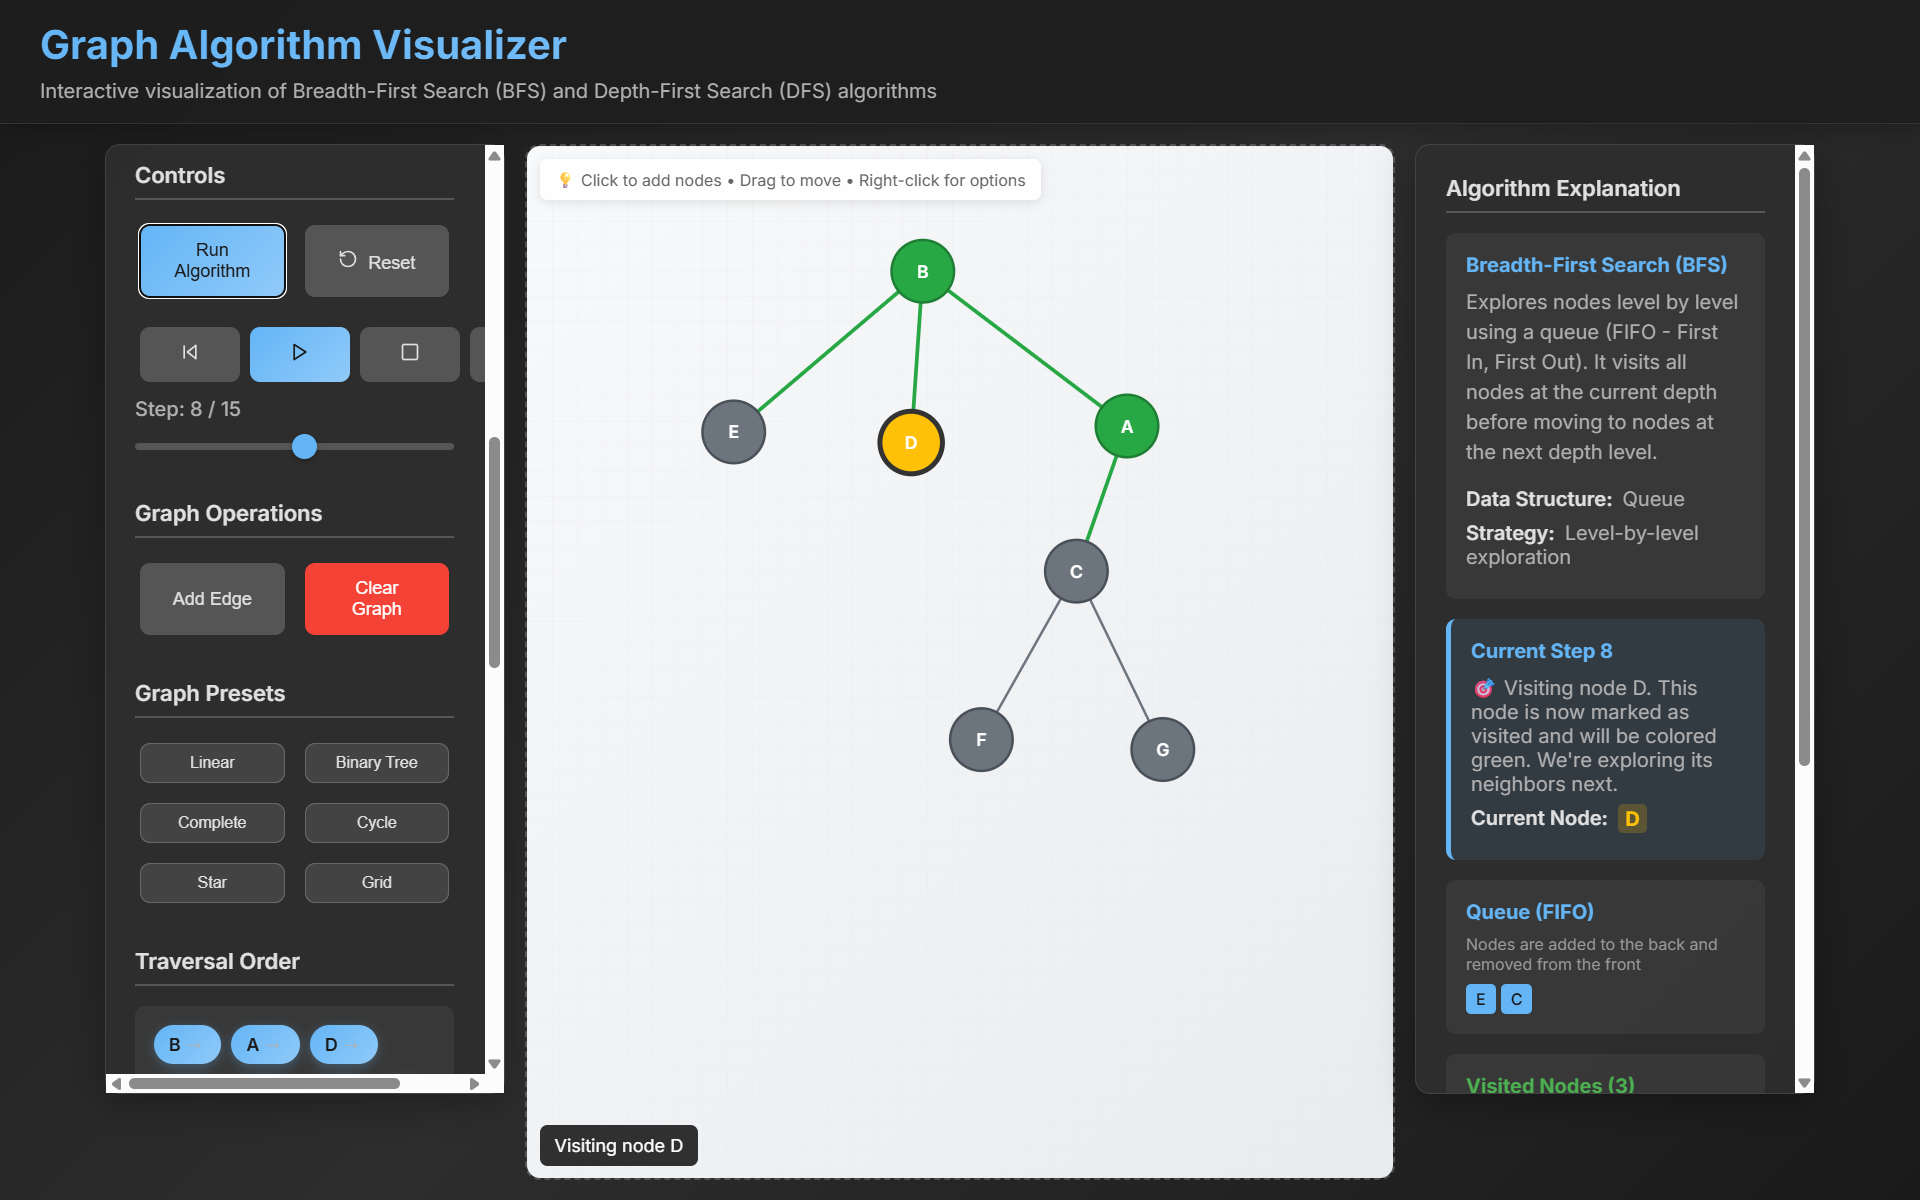 Graph Algorithm Visualizer
Interactive visualization of Breadth-First Search (BFS) and Depth-First Search (DFS) algorithms
Controls
Run
Algorithm
Reset
Step: 8 / 15
Graph Operations
Add Edge
Clear
Graph
Graph Presets
Linear
Binary Tree
Complete
Cycle
Star
Grid
Traversal Order
B
A
D
💡 Click to add nodes • Drag to move • Right-click for options
B
E
D
A
C
F
G
Visiting node D
Algorithm Explanation
Breadth-First Search (BFS)
Explores nodes level by level
using a queue (FIFO - First
In, First Out). It visits all
nodes at the current depth
before moving to nodes at
the next depth level.
Data Structure: Queue
Strategy: Level-by-level
exploration
Current Step 8
🎯 Visiting node D. This
node is now marked as
visited and will be colored
green. We're exploring its
neighbors next.
Current Node: D
Queue (FIFO)
Nodes are added to the back and
removed from the front
E C
Visited Nodes (3)